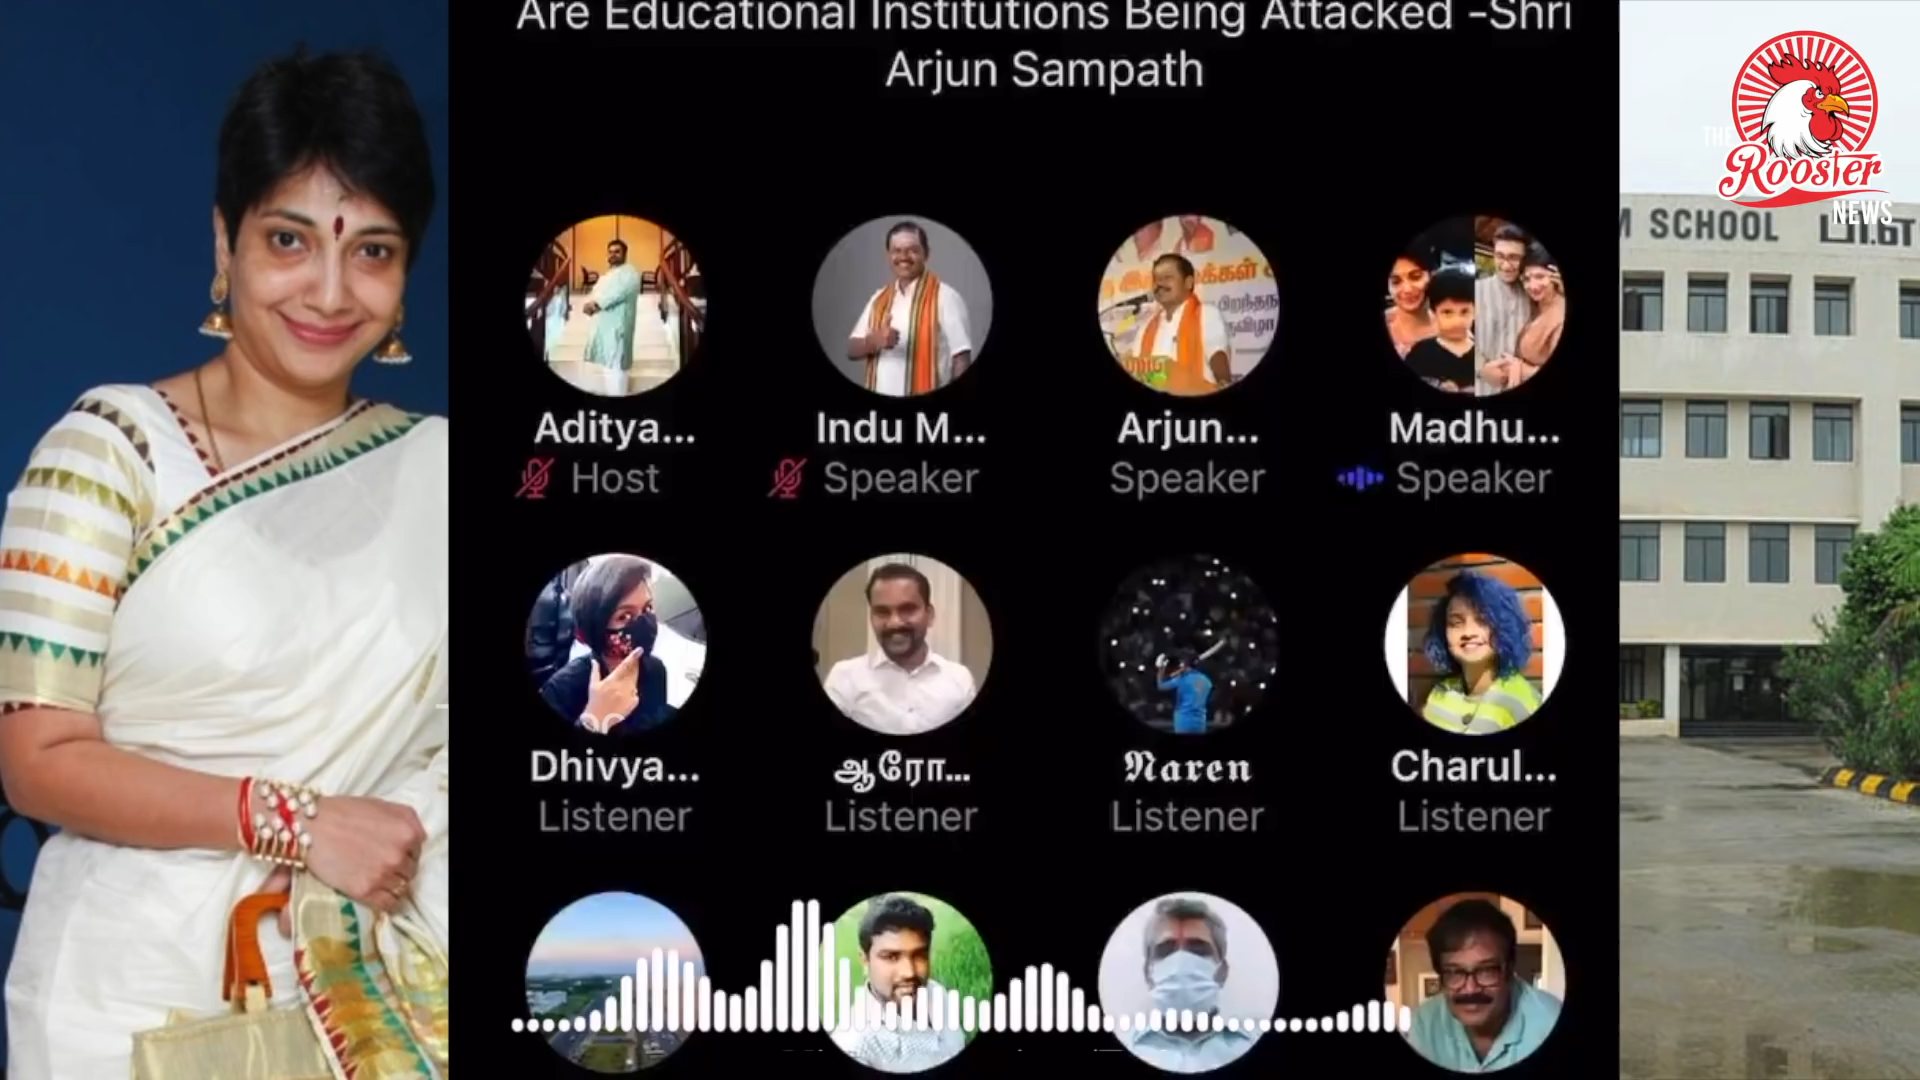 Are Educational Institutions Being Attacked -Shri
Arjun Sampath
THE
Rooster
NEWS
SCHOOL
Aditya... Indu M... Arjun... Madhu...
Host Speaker Speaker Speaker
Dhivya... ஆரோ... Naren Charul...
Listener Listener Listener Listener